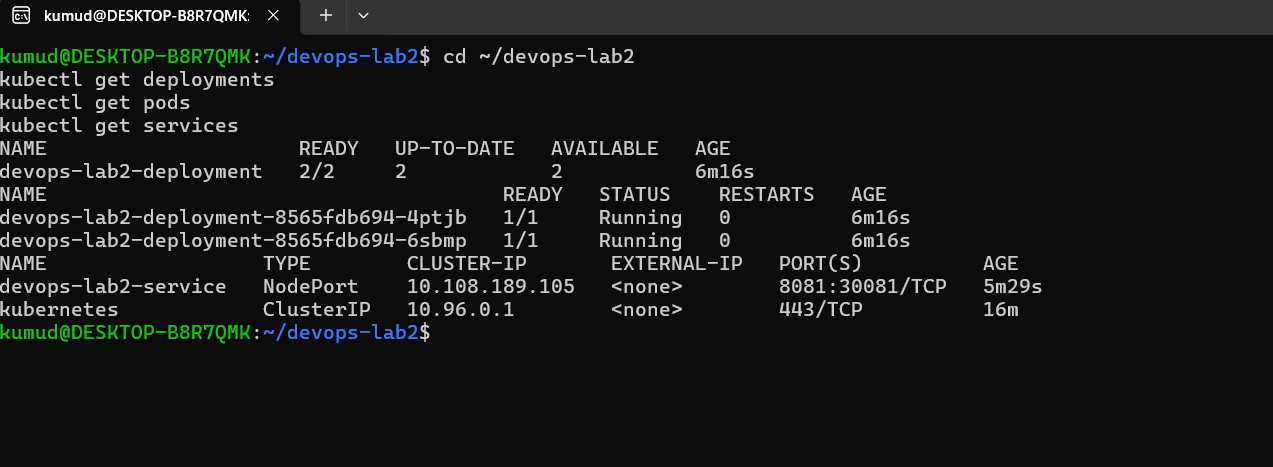 kumud@DESKTOP-B8R7QMK:
kumud@DESKTOP-B8R7QMK:~/devops-lab2$ cd ~/devops-lab2
kubectl get deployments
kubectl get pods
kubectl get services
NAME                     READY   UP-TO-DATE   AVAILABLE   AGE
devops-lab2-deployment   2/2     2            2           6m16s
NAME                                      READY   STATUS    RESTARTS   AGE
devops-lab2-deployment-8565fdb694-4ptjb   1/1     Running   0          6m16s
devops-lab2-deployment-8565fdb694-6sbmp   1/1     Running   0          6m16s
NAME                  TYPE        CLUSTER-IP       EXTERNAL-IP   PORT(S)          AGE
devops-lab2-service   NodePort    10.108.189.105   <none>        8081:30081/TCP   5m29s
kubernetes            ClusterIP   10.96.0.1        <none>        443/TCP          16m
kumud@DESKTOP-B8R7QMK:~/devops-lab2$